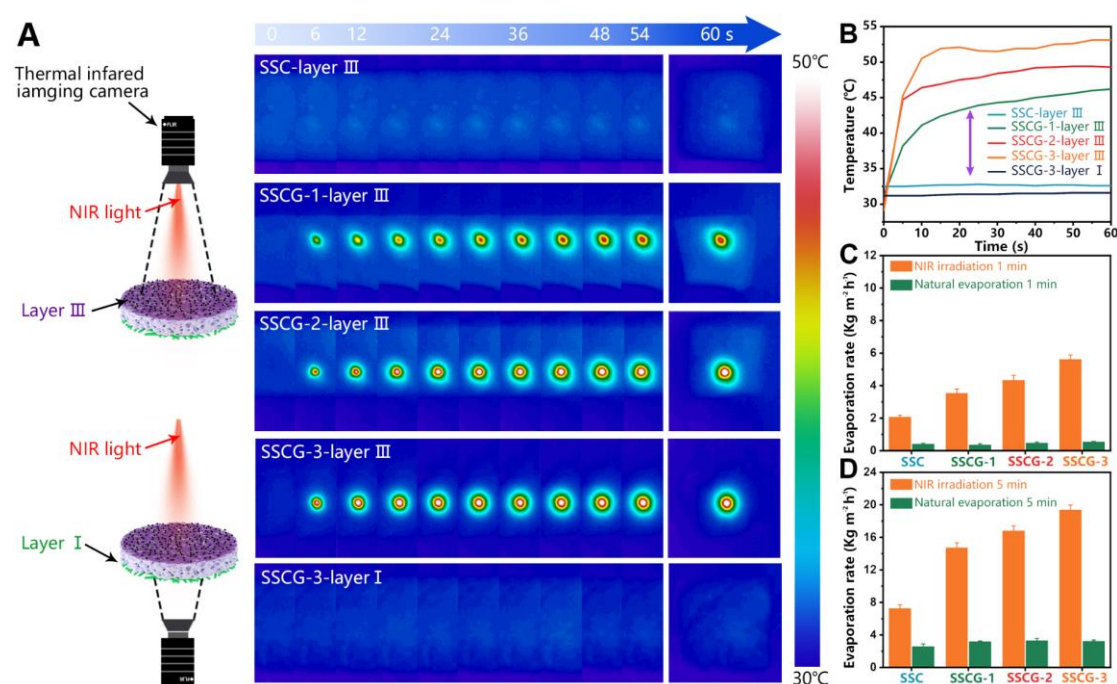 A
Thermal infared
iamging camera
FLIR
NIR light
Layer Ⅲ
NIR light
Layer Ⅰ
FLIR
0 6 12 24 36 48 54 60 s
SSC-layer Ⅲ
SSCG-1-layer Ⅲ
SSCG-2-layer Ⅲ
SSCG-3-layer Ⅲ
SSCG-3-layer Ⅰ
50℃
30℃
B
Temperature (℃)
55
50
45
40
35
30
SSC-layer Ⅲ
SSCG-1-layer Ⅲ
SSCG-2-layer Ⅲ
SSCG-3-layer Ⅲ
SSCG-3-layer Ⅰ
0 10 20 30 40 50 60
Time (s)
C
Evaporation rate (Kg m⁻² h¹)
12
10
8
6
4
2
0
NIR irradiation 1 min
Natural evaporation 1 min
SSC SSCG-1 SSCG-2 SSCG-3
D
Evaporation rate (Kg m⁻² h¹)
24
20
16
12
8
4
0
NIR irradiation 5 min
Natural evaporation 5 min
SSC SSCG-1 SSCG-2 SSCG-3